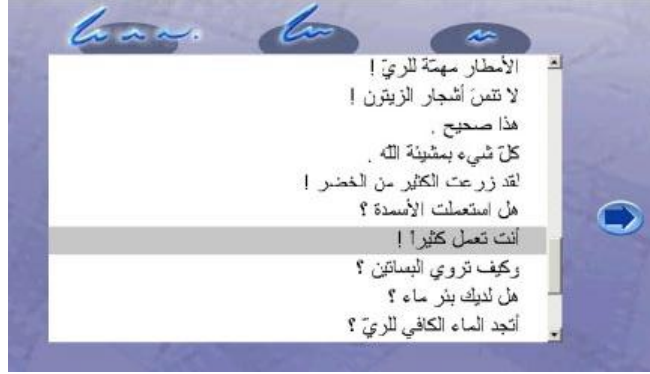 الأمطار مهمّة للريّ !
لا تنسَ أشجار الزيتون !
هذا صحيح .
كلّ شيء بمشيئة الله .
لقد زرعت الكثير من الخضر !
هل استعملت الأسمدة ؟
أنت تعمل كثيراً !
وكيف تروي البساتين ؟
هل لديك بئر ماء ؟
أتجد الماء الكافي للريّ ؟